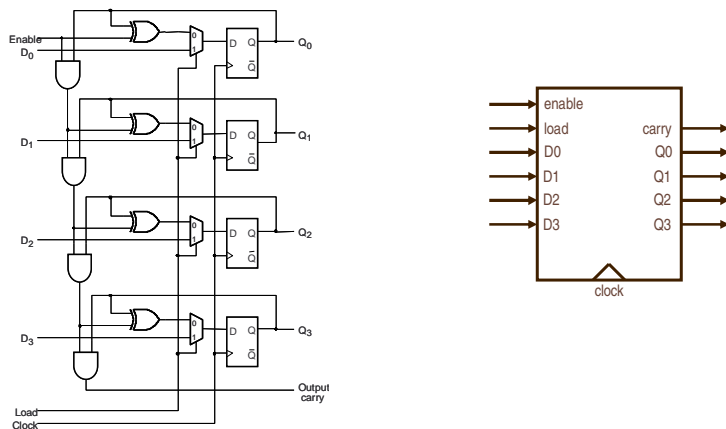 Enable
D0
0
1
D Q
Q
Q0
D1
0
1
D Q
Q
Q1
D2
0
1
D Q
Q
Q2
D3
0
1
D Q
Q
Q3
Output
carry
Load
Clock
enable
load
D0
D1
D2
D3
carry
Q0
Q1
Q2
Q3
clock